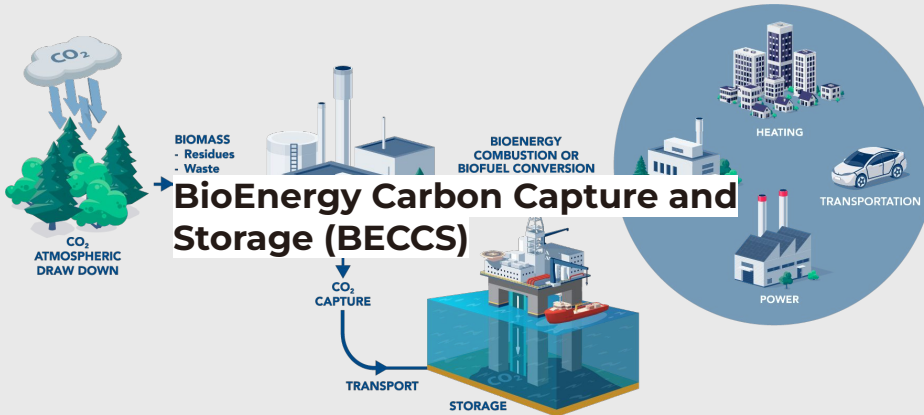 CO₂
CO₂
ATMOSPHERIC
DRAW DOWN
BIOMASS
- Residues
- Waste
BIOENERGY
COMBUSTION OR
BIOFUEL CONVERSION
BioEnergy Carbon Capture and
Storage (BECCS)
CO₂
CAPTURE
TRANSPORT
CO₂
STORAGE
HEATING
TRANSPORTATION
POWER